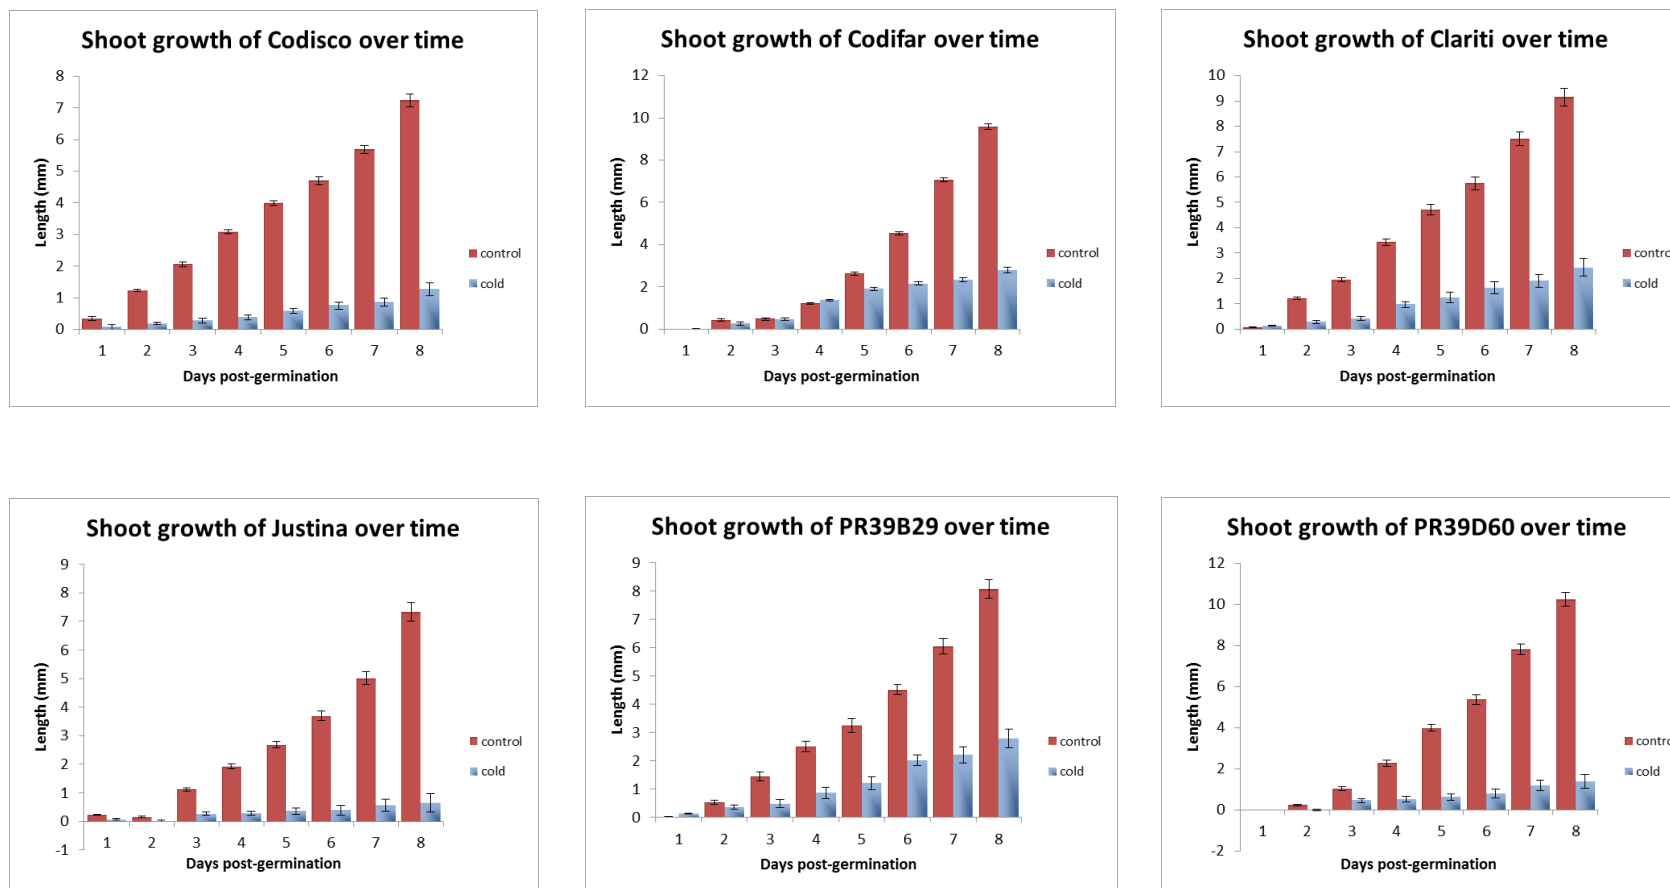 Shoot growth of Codisco over time
8
7
6
5
4
3
2
1
0
Length (mm)
1 2 3 4 5 6 7 8
Days post-germination
control
cold
Shoot growth of Codifar over time
12
10
8
6
4
2
0
Length (mm)
1 2 3 4 5 6 7 8
Days post-germination
control
cold
Shoot growth of Clariti over time
10
9
8
7
6
5
4
3
2
1
0
Length (mm)
1 2 3 4 5 6 7 8
Days post-germination
contro
cold
Shoot growth of Justina over time
9
8
7
6
5
4
3
2
1
0
-1
Length (mm)
1 2 3 4 5 6 7 8
Days post-germination
control
cold
Shoot growth of PR39B29 over time
9
8
7
6
5
4
3
2
1
0
Length (mm)
1 2 3 4 5 6 7 8
Days post-germination
control
cold
Shoot growth of PR39D60 over time
12
10
8
6
4
2
0
-2
Length (mm)
1 2 3 4 5 6 7 8
Days post-germination
contro
cold